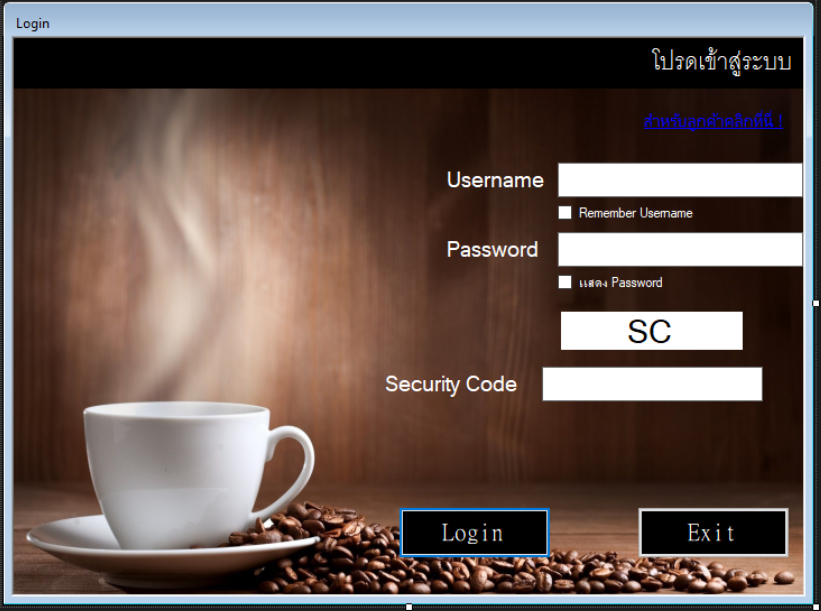 Login
โปรดเข้าสู่ระบบ
สำหรับลูกค้าคลิกที่นี่ !
Username
Remember Username
Password
แสดง Password
SC
Security Code
Login
Exit